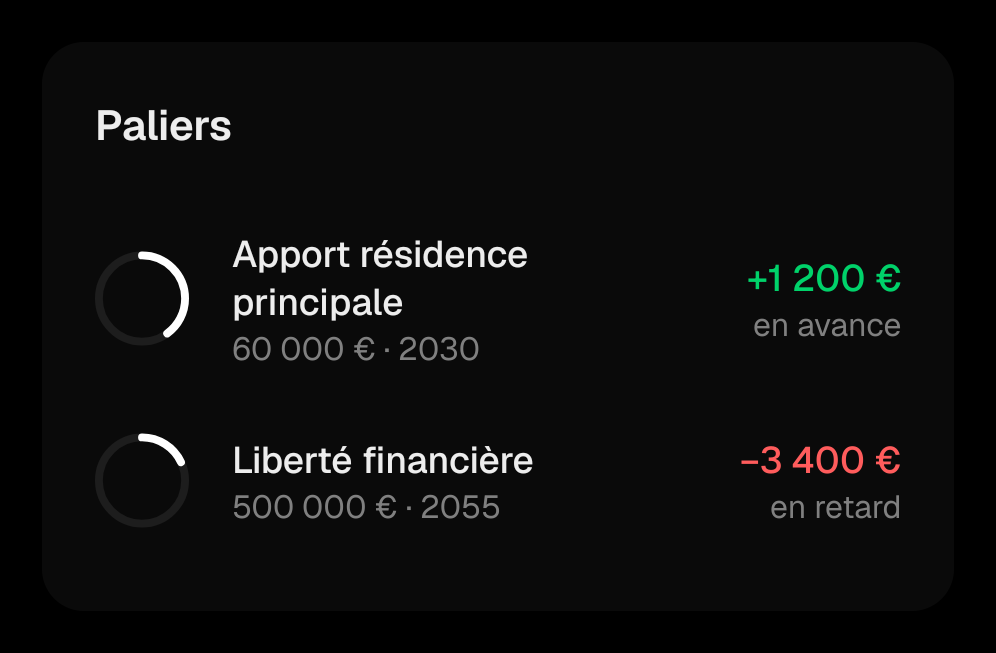 Paliers
Apport résidence
principale
60 000 € · 2030
+1 200 €
en avance
Liberté financière
500 000 € · 2055
−3 400 €
en retard